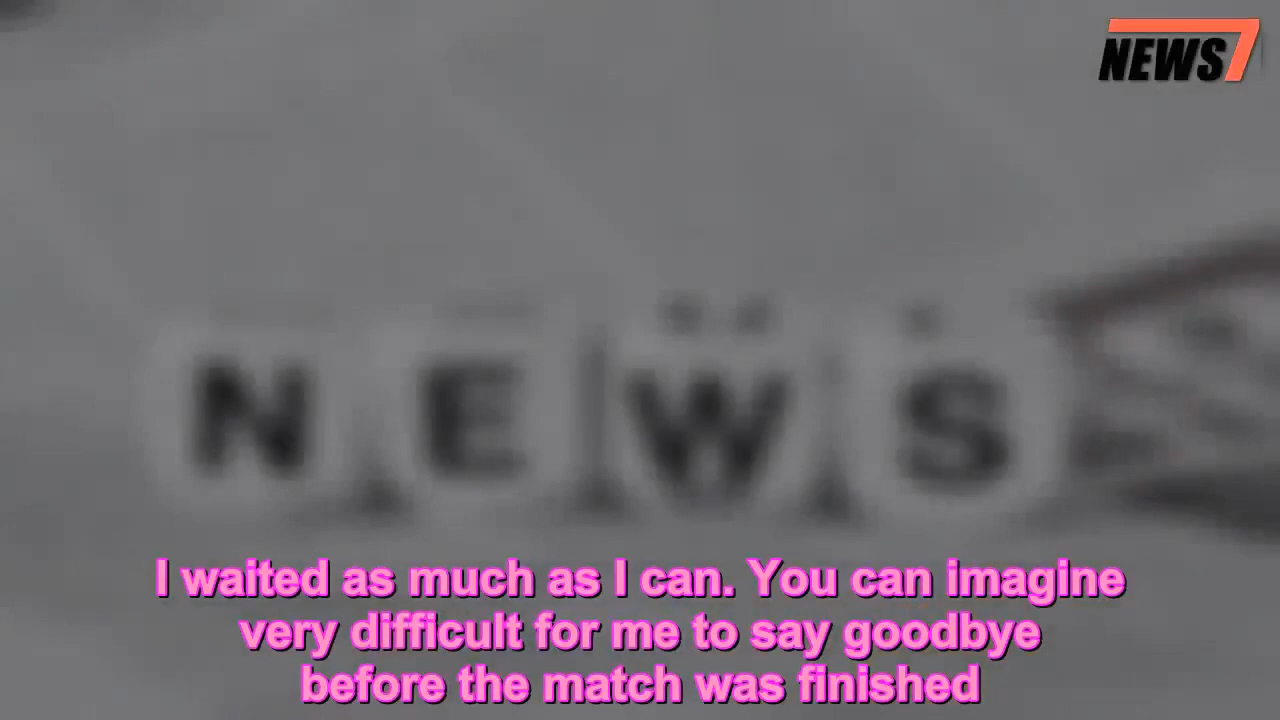 NEWS7
NEWS
I waited as much as I can. You can imagine
very difficult for me to say goodbye
before the match was finished